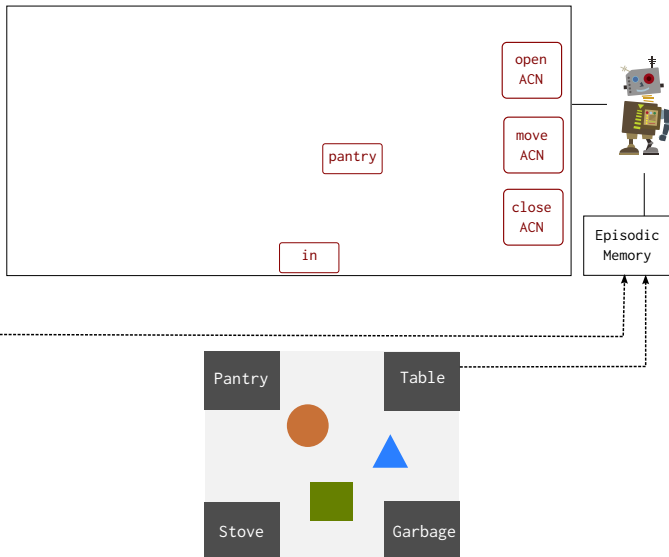 open
ACN
move
ACN
pantry
close
ACN
Episodic
Memory
in
Pantry
Table
Stove
Garbage